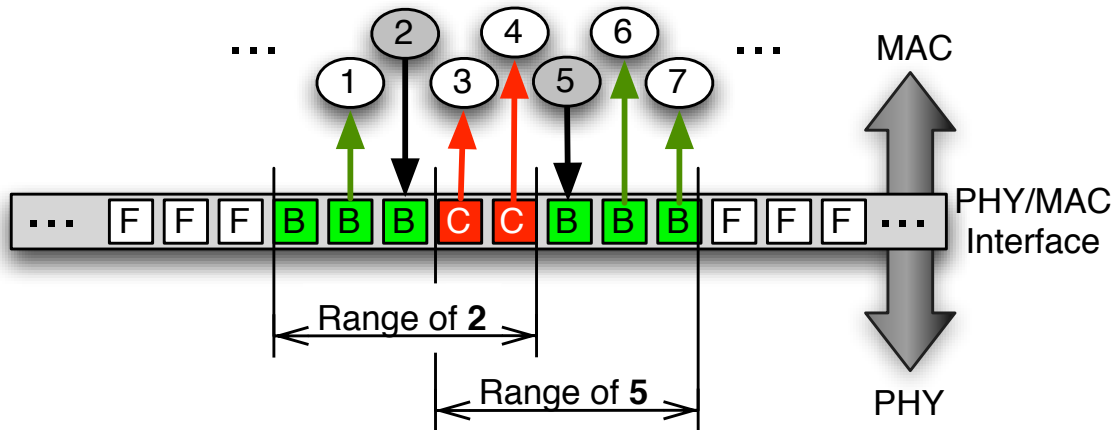 ... 2 4 6 ... MAC
1 3 5 7
... F F F B B B C C B B B F F F ... PHY/MAC
Interface
Range of 2
Range of 5
PHY